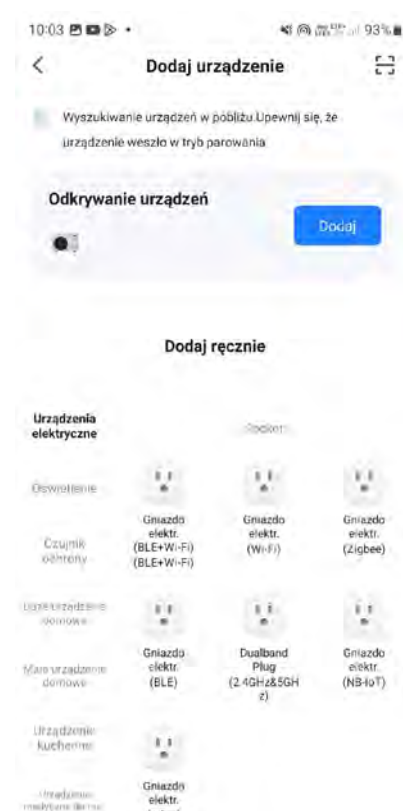 10:03
93%
Dodaj urządzenie
Wyszukiwanie urządzeń w pobliżu.Upewnij się, że
urządzenie weszło w tryb parowania
Odkrywanie urządzeń
Dodaj
Dodaj ręcznie
Urządzenia
elektryczne
Socket
Oświetlenie
Gniazdo
elektr.
(BLE+Wi-Fi)
(BLE+Wi-Fi)
Gniazdo
elektr.
(Wi-Fi)
Gniazdo
elektr.
(Zigbee)
Czujnik
ochrony
Duże urządzenie
domowe
Gniazdo
elektr.
(BLE)
Dualband
Plug
(2.4GHz&5GH
z)
Gniazdo
elektr.
(NB-IoT)
Małe urządzenie
domowe
Urządzenie
kuchenne
Gniazdo
elektr.